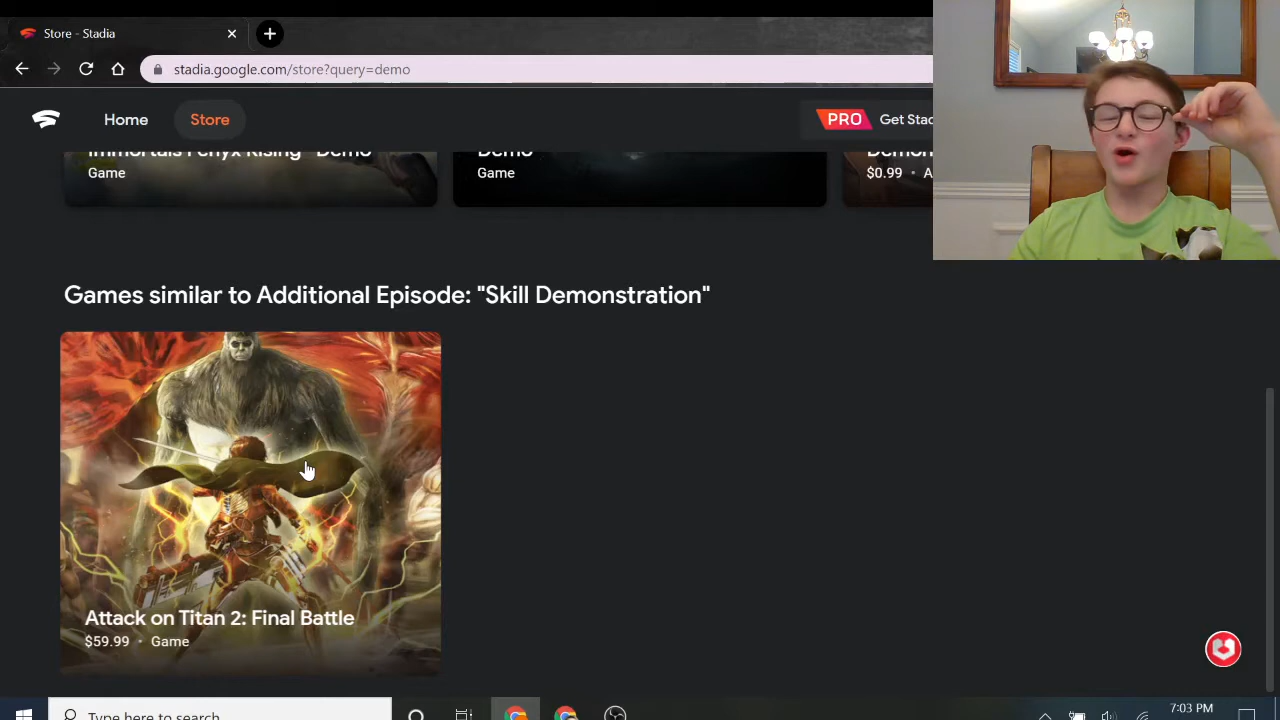 Store - Stadia
stadia.google.com/store?query=demo
Home
Store
PRO
Get Stad
Immortals Fenyx Rising - Demo
Game
Demo
Game
Demon
$0.99 • A
Games similar to Additional Episode: "Skill Demonstration"
Attack on Titan 2: Final Battle
$59.99 • Game
Type here to search
7:03 PM